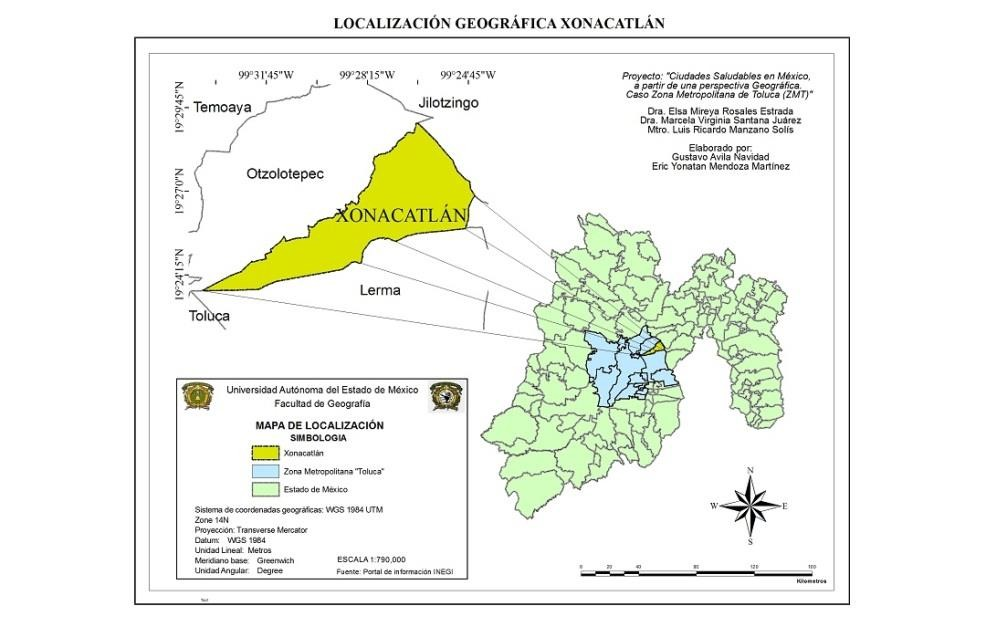 LOCALIZACIÓN GEOGRÁFICA XONACATLÁN
99°31'45"W 99°28'15"W 99°24'45"W
Proyecto: "Ciudades Saludables en México,
a partir de una perspectiva Geográfica.
Caso Zona Metropolitana de Toluca (ZMT)"
Dra. Elsa Mireya Rosales Estrada
Dra. Marcela Virginia Santana Juárez
Mtro. Luis Ricardo Manzano Solís
Elaborado por:
Gustavo Avila Navidad
Eric Yonatan Mendoza Martínez
19°29'45"N
19°27'0"N
19°24'15"N
Temoaya
Jilotzingo
Otzolotepec
XONACATLÁN
Lerma
Toluca
Universidad Autónoma del Estado de México
Facultad de Geografía
MAPA DE LOCALIZACIÓN
SIMBOLOGIA
Xonacatlán
Zona Metropolitana "Toluca"
Estado de México
Sistema de coordenadas geográficas: WGS 1984 UTM
Zone 14N
Proyección: Transverse Mercator
Datum: WGS 1984
Unidad Lineal: Metros
Meridiano base: Greenwich
Unidad Angular: Degree
ESCALA 1:790,000
Fuente: Portal de información INEGI
N
W E
S
0 20 40 80 120 160
Kilometros